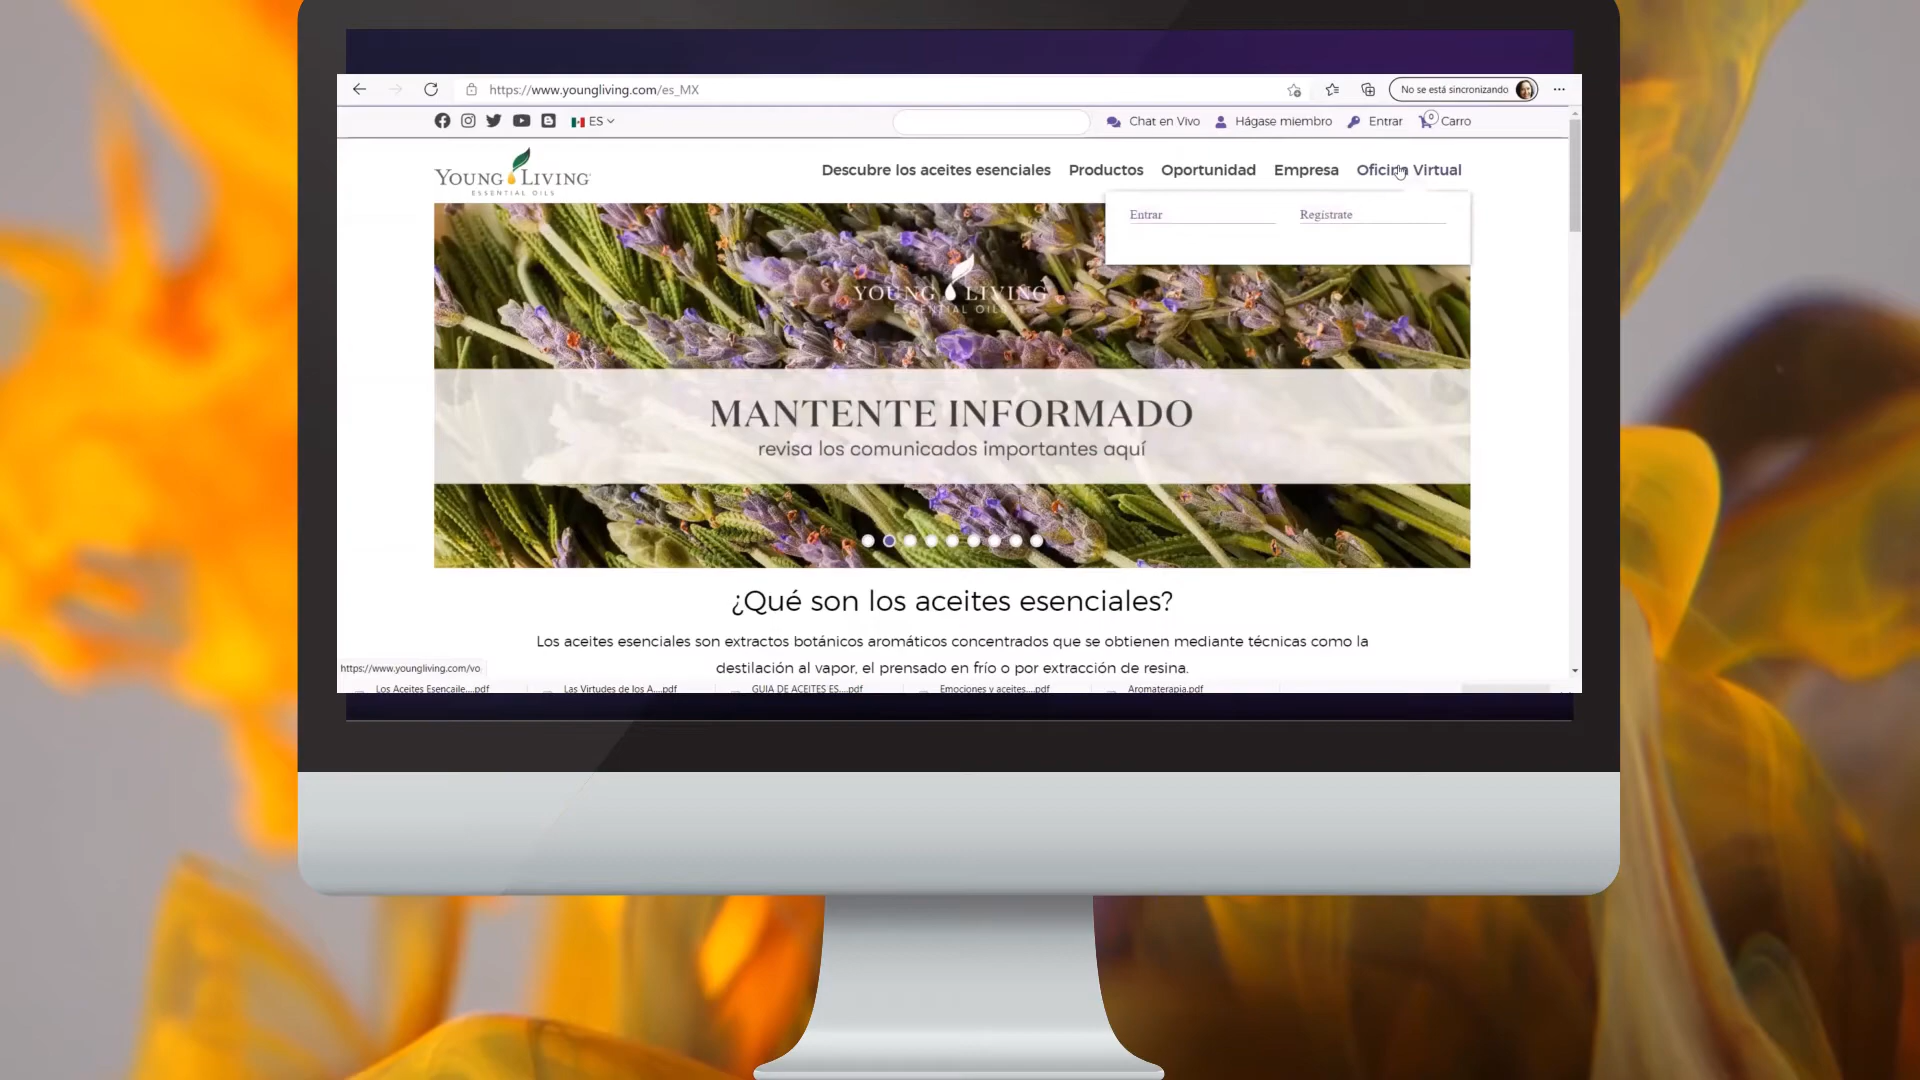 https://www.youngliving.com/es_MX
No se está sincronizando
ES
Chat en Vivo
Hágase miembro
Entrar
0
Carro
YOUNG LIVING
ESSENTIAL OILS
Descubre los aceites esenciales
Productos
Oportunidad
Empresa
Oficina Virtual
Entrar
Registrate
YOUNG LIVING
ESSENTIAL OILS
MANTENTE INFORMADO
revisa los comunicados importantes aquí
¿Qué son los aceites esenciales?
Los aceites esenciales son extractos botánicos aromáticos concentrados que se obtienen mediante técnicas como la
destilación al vapor, el prensado en frío o por extracción de resina.
https://www.youngliving.com/vo
Los Aceites Esencaile....pdf
Las Virtudes de los A....pdf
GUIA DE ACEITES ES....pdf
Emociones y aceites....pdf
Aromaterapia.pdf